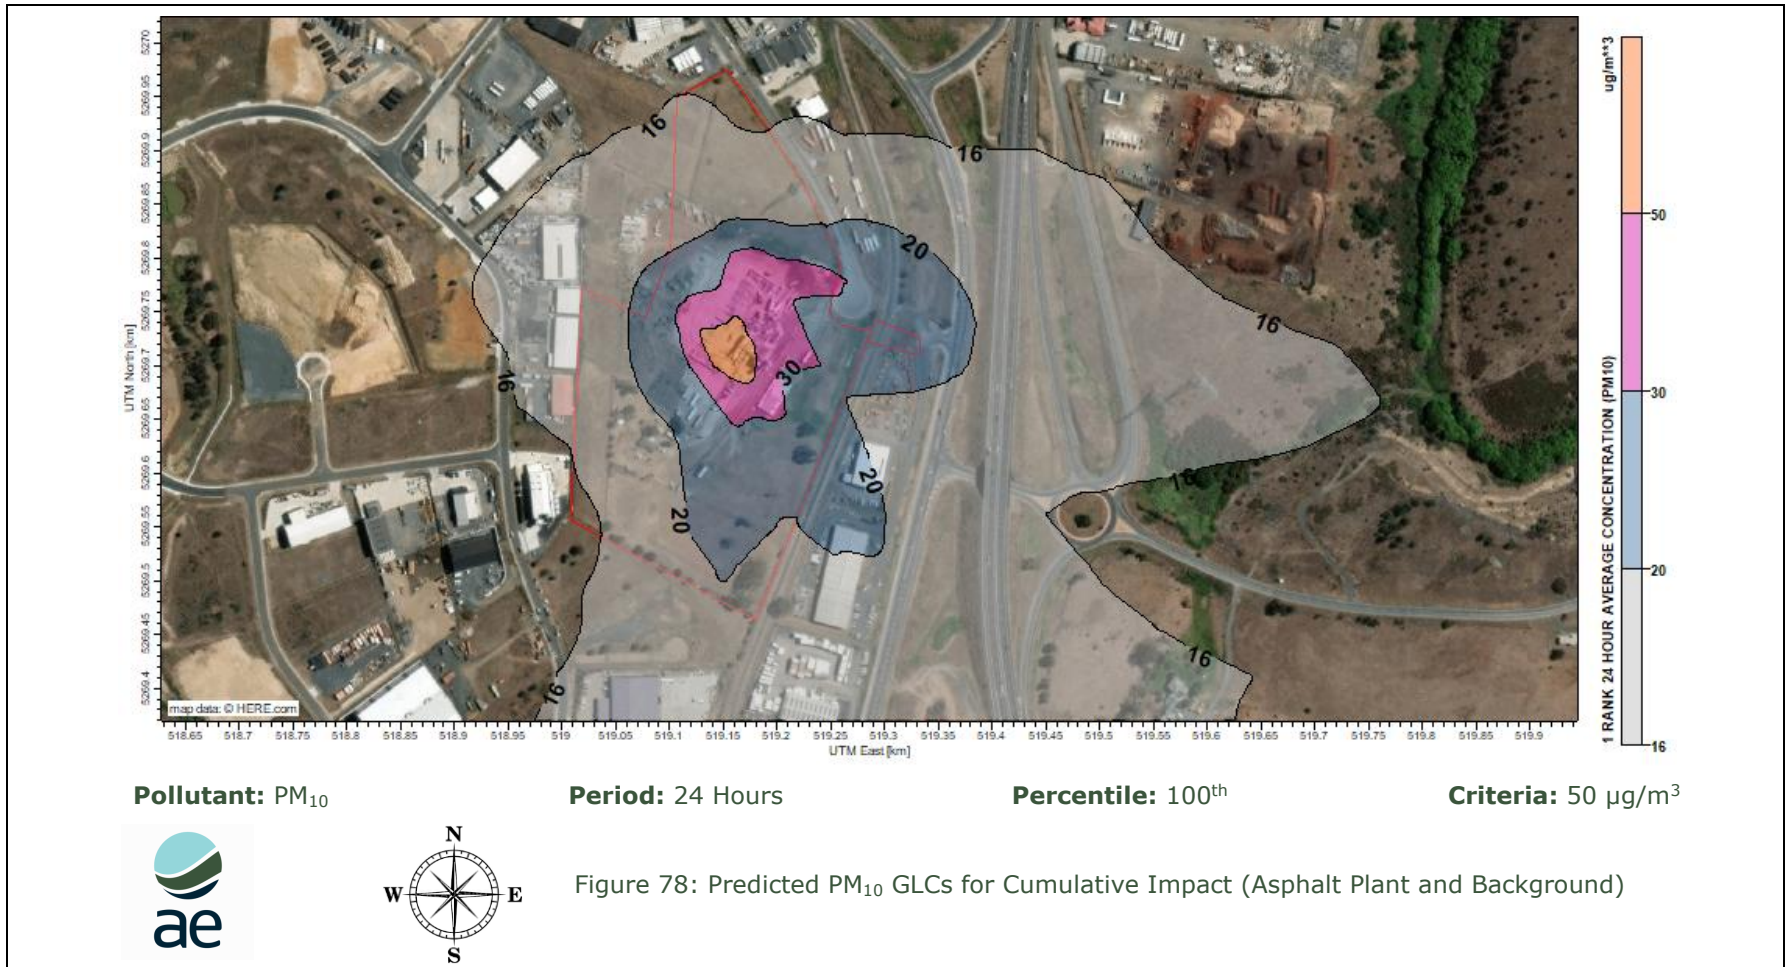 5270
5269.95
5269.9
5269.85
5269.8
5269.75
5269.7
5269.65
5269.6
5269.55
5269.5
5269.45
5269.4
UTM North [km]
16
16
20
16
30
16
20
20
16
16
16
map data: © HERE.com
518.65 518.7 518.75 518.8 518.85 518.9 518.95 519 519.05 519.1 519.15 519.2 519.25 519.3 519.35 519.4 519.45 519.5 519.55 519.6 519.65 519.7 519.75 519.8 519.85 519.9
UTM East [km]
ug/m**3
1 RANK 24 HOUR AVERAGE CONCENTRATION (PM10)
50
30
20
16
Pollutant: PM10 Period: 24 Hours Percentile: 100th Criteria: 50 µg/m3
ae
N
W E
S
Figure 78: Predicted PM10 GLCs for Cumulative Impact (Asphalt Plant and Background)